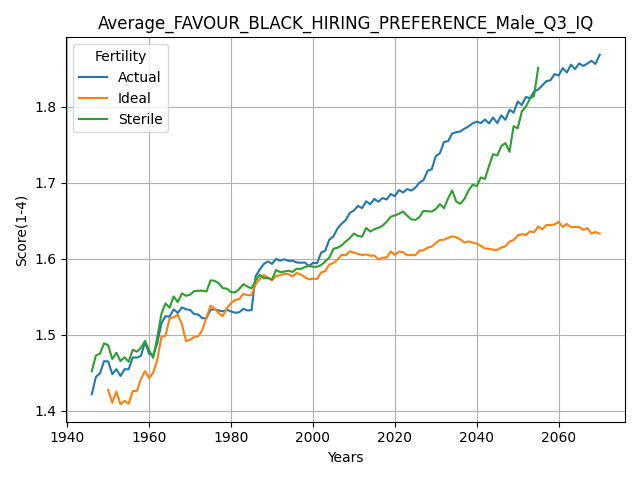 Average_FAVOUR_BLACK_HIRING_PREFERENCE_Male_Q3_IQ
Fertility
Actual
Ideal
Sterile
Score(1-4)
1.8
1.7
1.6
1.5
1.4
1940
1960
1980
2000
2020
2040
2060
Years